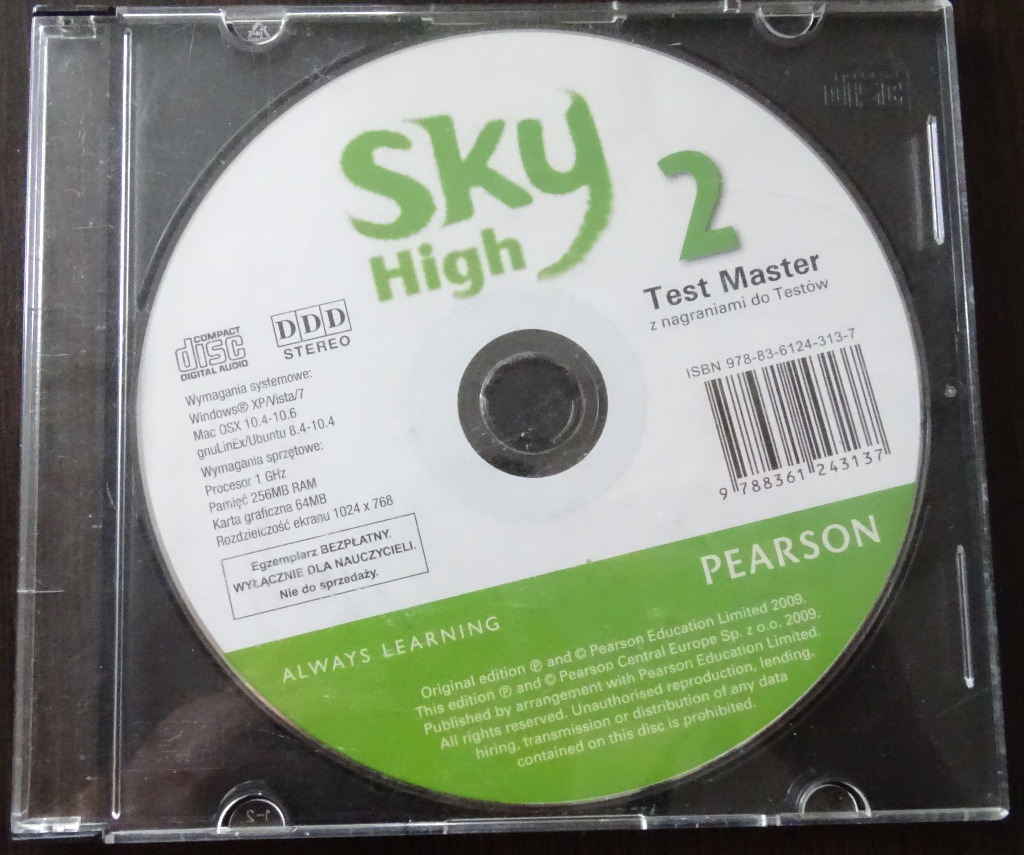 Sky
High
2
Test Master
z nagraniami do Testów
COMPACT
disc
DIGITAL AUDIO
DDD
STEREO
ISBN 978-83-6124-313-7
9 788361 243137
Wymagania systemowe:
Windows® XP/Vista/7
Mac OSX 10.4-10.6
gnuLinEx/Ubuntu 8.4-10.4
Wymagania sprzętowe:
Procesor 1 GHz
Pamięć 256MB RAM
Karta graficzna 64MB
Rozdzielczość ekranu 1024 x 768
Egzemplarz BEZPŁATNY.
WYŁĄCZNIE DLA NAUCZYCIELI.
Nie do sprzedaży.
PEARSON
ALWAYS LEARNING
Original edition ℗ and © Pearson Education Limited 2009.
This edition ℗ and © Pearson Central Europe Sp. z o.o. 2009.
Published by arrangement with Pearson Education Limited.
All rights reserved. Unauthorised reproduction, lending,
hiring, transmission or distribution of any data
contained on this disc is prohibited.
1-2